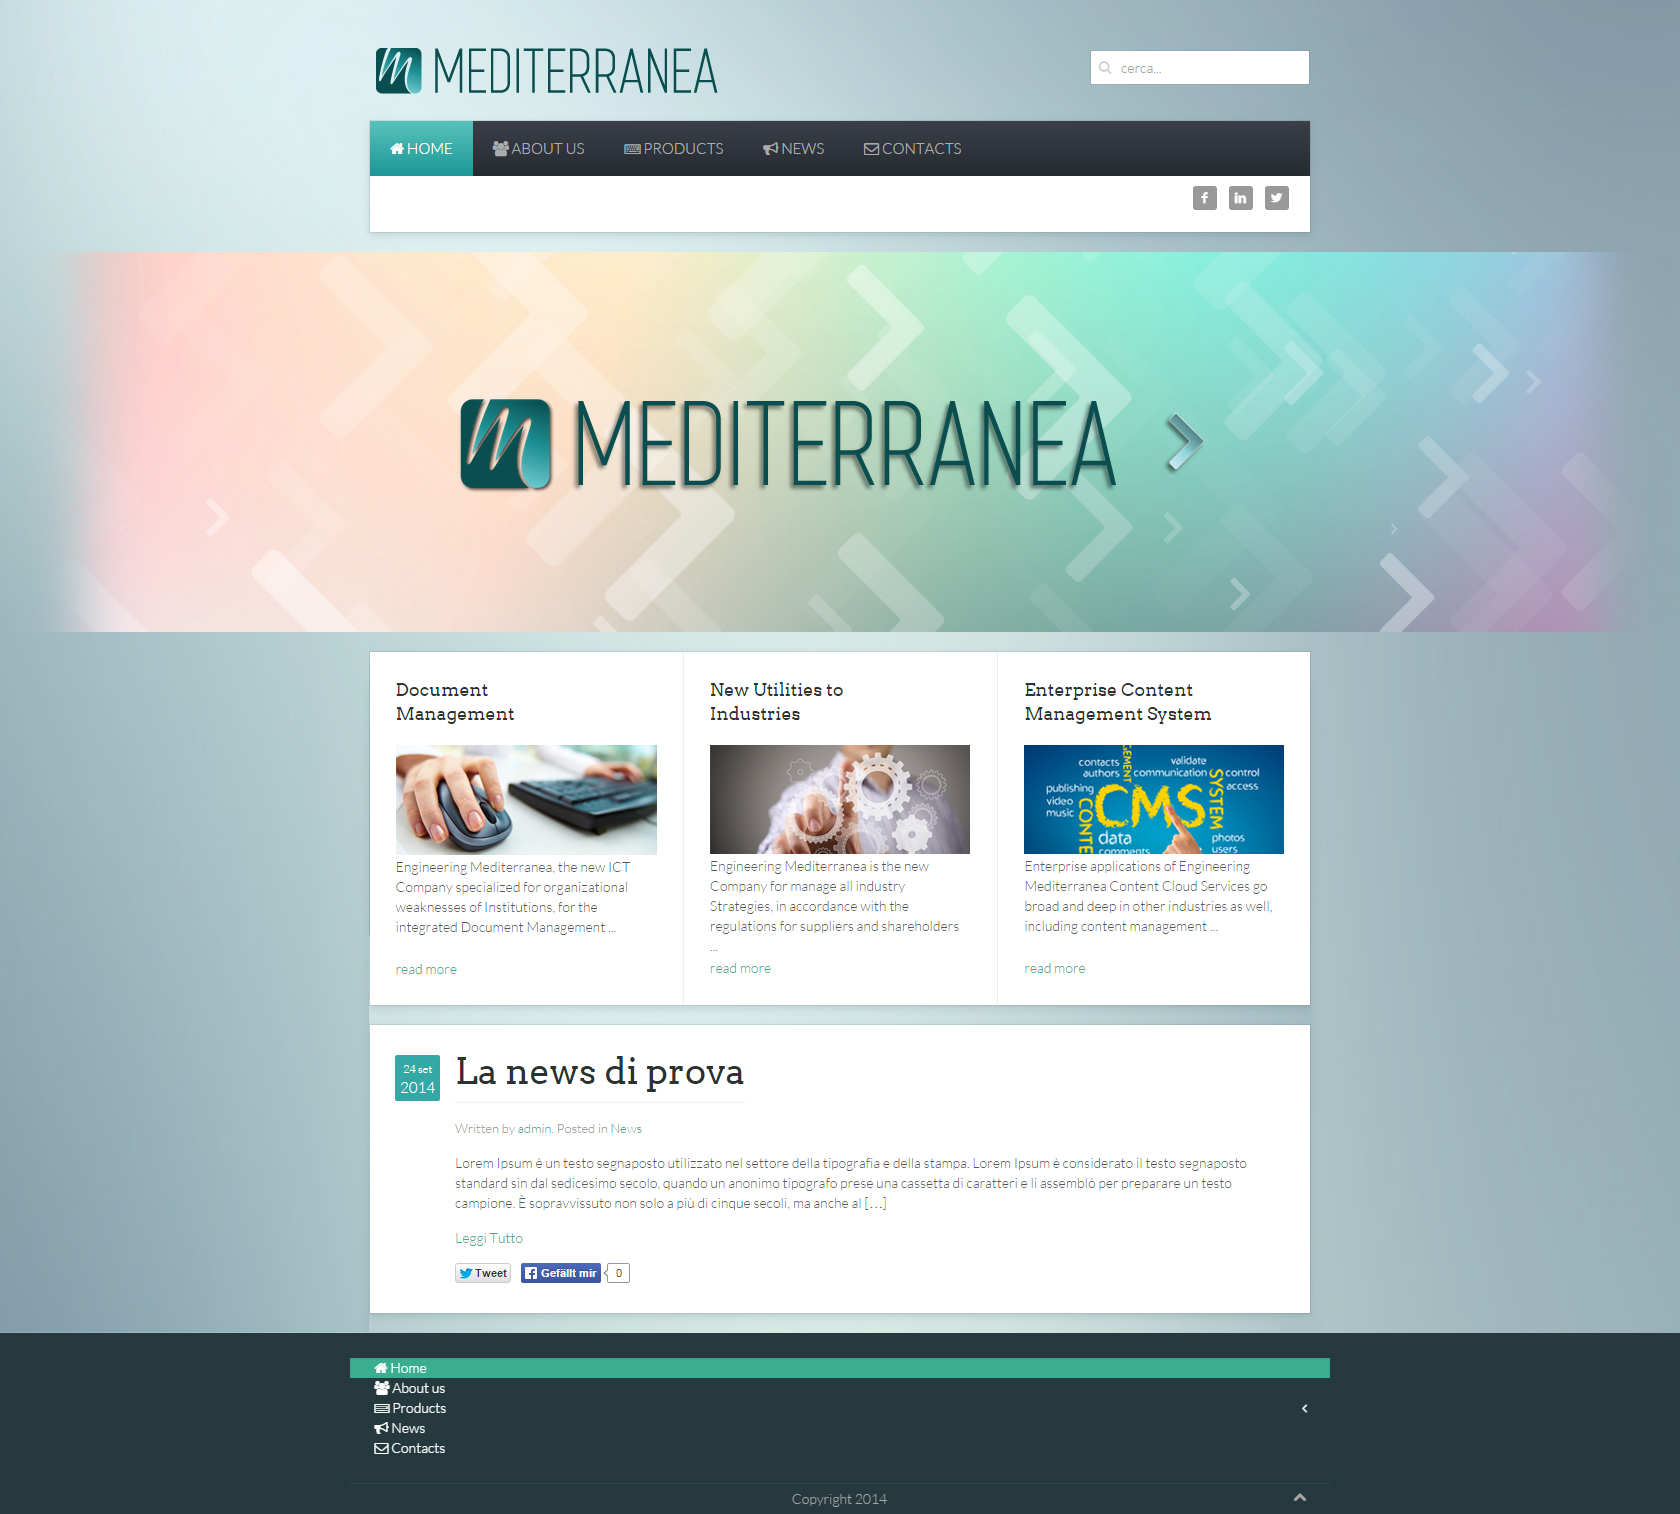 MEDITERRANEA
cerca...
HOME
ABOUT US
PRODUCTS
NEWS
CONTACTS
MEDITERRANEA
Document
Management
Engineering Mediterranea, the new ICT
Company specialized for organizational
weaknesses of Institutions, for the
integrated Document Management ...
read more
New Utilities to
Industries
Engineering Mediterranea is the new
Company for manage all industry
Strategies, in accordance with the
regulations for suppliers and shareholders
...
read more
Enterprise Content
Management System
contacts
authors
validate
communication
control
access
publishing
video
music
CMS
SYSTEM
data
comments
photos
users
Enterprise applications of Engineering
Mediterranea Content Cloud Services go
broad and deep in other industries as well,
including content management ...
read more
24 set
2014
La news di prova
Written by admin. Posted in News
Lorem Ipsum è un testo segnaposto utilizzato nel settore della tipografia e della stampa. Lorem Ipsum è considerato il testo segnaposto
standard sin dal sedicesimo secolo, quando un anonimo tipografo prese una cassetta di caratteri e li assemblò per preparare un testo
campione. È sopravvissuto non solo a più di cinque secoli, ma anche al […]
Leggi Tutto
Tweet
Gefällt mir
0
Home
About us
Products
News
Contacts
Copyright 2014